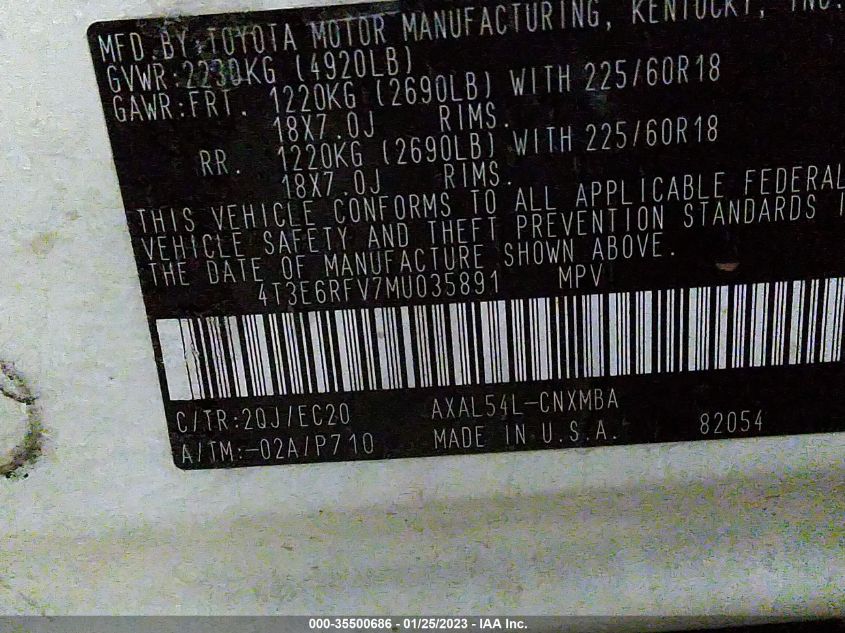 MFD.BY:TOYOTA MOTOR MANUFACTURING, KENTUCKY, INC.
GVWR:2230KG (4920LB)
GAWR:FRT. 1220KG (2690LB) WITH 225/60R18
18X7.0J RIMS.
RR. 1220KG (2690LB) WITH 225/60R18
18X7.0J RIMS.
THIS VEHICLE CONFORMS TO ALL APPLICABLE FEDERAL
VEHICLE SAFETY AND THEFT PREVENTION STANDARDS
THE DATE OF MANUFACTURE SHOWN ABOVE.
4T3E6RFV7MU035891 MPV
C/TR:2QJ/EC20 AXAL54L-CNXMBA
A/TM:-02A/P710 MADE IN U.S.A. 82054
000-35500686 - 01/25/2023 - IAA Inc.